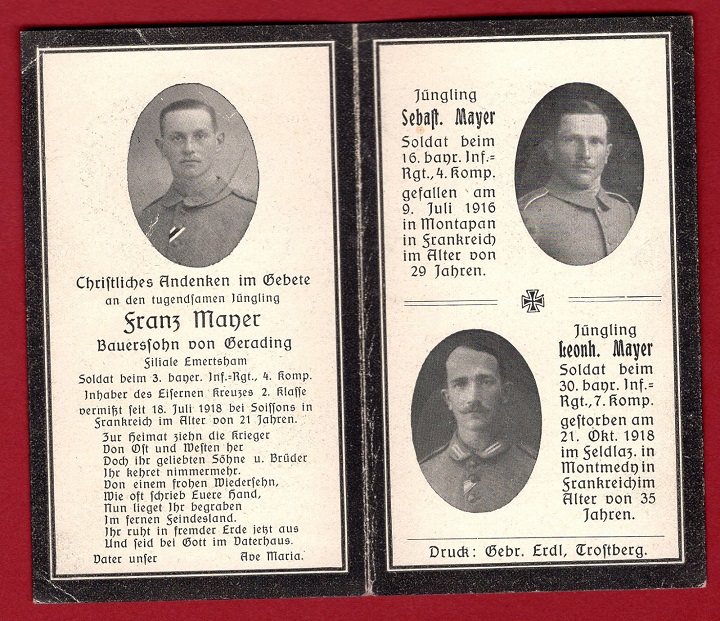 Christliches Andenken im Gebete
an den tugendsamen Jüngling
Franz Mayer
Bauerssohn von Gerading
Filiale Emertsham
Soldat beim 3. bayer. Inf.=Rgt., 4. Komp.
Inhaber des Eisernen Kreuzes 2. Klasse
vermißt seit 18. Juli 1918 bei Soissons in
Frankreich im Alter von 21 Jahren.
Zur Heimat ziehn die Krieger
Von Ost und Westen her
Doch ihr geliebten Söhne u. Brüder
Ihr kehret nimmermehr.
Von einem frohen Wiedersehn,
Wie oft schrieb Euere Hand,
Nun lieget Ihr begraben
Im fernen Feindesland.
Ihr ruht in fremder Erde jetzt aus
Und seid bei Gott im Vaterhaus.
Vater unser Ave Maria.
Jüngling
Sebast. Mayer
Soldat beim
16. bayr. Inf.=
Rgt., 4. Komp.
gefallen am
9. Juli 1916
in Montapan
in Frankreich
im Alter von
29 Jahren.
Jüngling
Leonh. Mayer
Soldat beim
30. bayr. Inf.=
Rgt., 7. Komp.
gestorben am
21. Okt. 1918
im Feldlaz. in
Montmedy in
Frankreich im
Alter von 35
Jahren.
Druck: Gebr. Erdl, Trostberg.